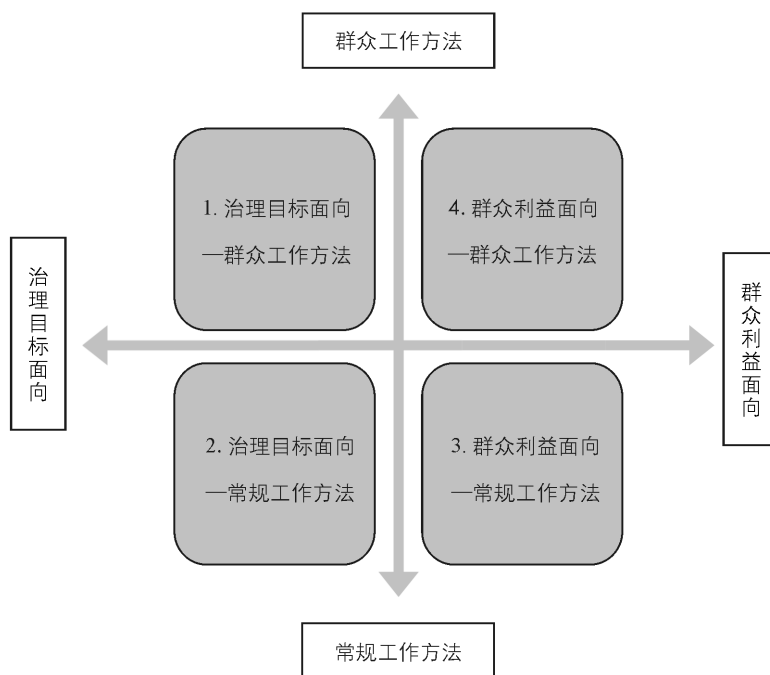 群众工作方法
1. 治理目标面向
—群众工作方法
4. 群众利益面向
—群众工作方法
治理目标面向
群众利益面向
2. 治理目标面向
—常规工作方法
3. 群众利益面向
—常规工作方法
常规工作方法